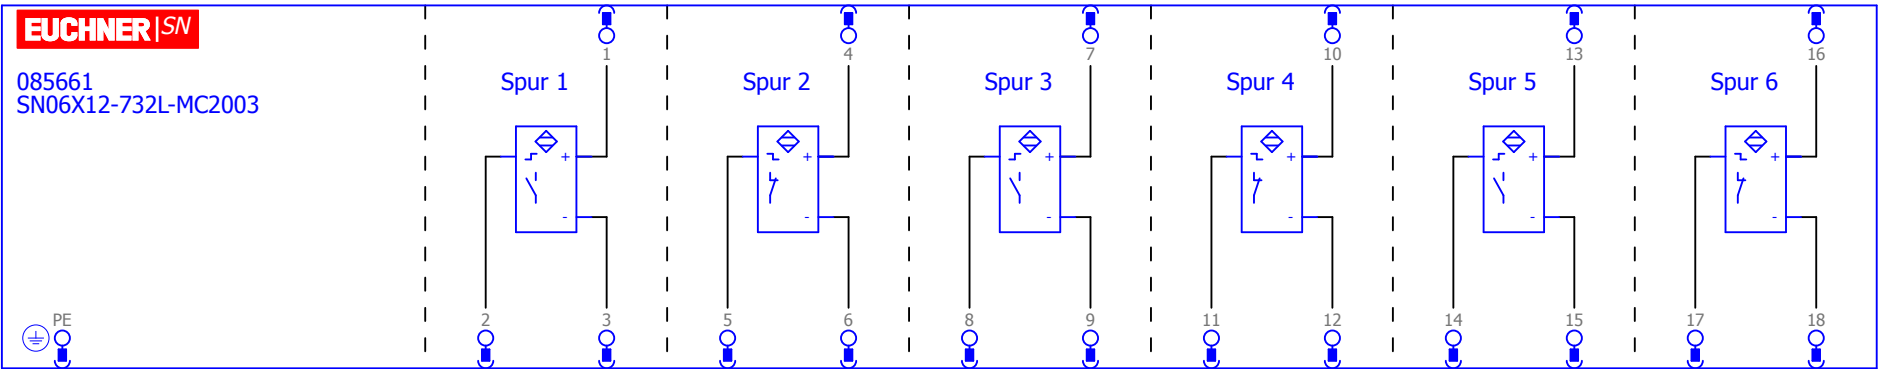 EUCHNER|SN
085661
SN06X12-732L-MC2003
1 4 7 10 13 16
Spur 1 Spur 2 Spur 3 Spur 4 Spur 5 Spur 6
+ + + + + +
- - - - - -
PE 2 3 5 6 8 9 11 12 14 15 17 18